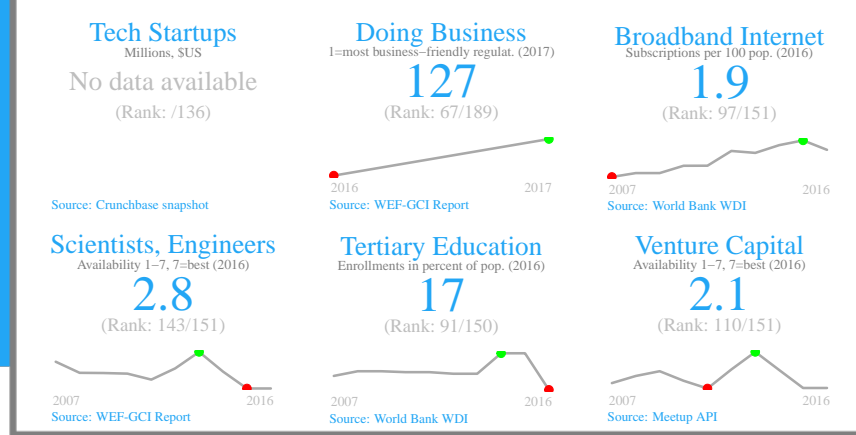 Tech Startups
Millions, $US
No data available
(Rank: /136)
Source: Crunchbase snapshot
Doing Business
1=most business−friendly regulat. (2017)
127
(Rank: 67/189)
2016 2017
Source: WEF-GCI Report
Broadband Internet
Subscriptions per 100 pop. (2016)
1.9
(Rank: 97/151)
2007 2016
Source: World Bank WDI
Scientists, Engineers
Availability 1−7, 7=best (2016)
2.8
(Rank: 143/151)
2007 2016
Source: WEF-GCI Report
Tertiary Education
Enrollments in percent of pop. (2016)
17
(Rank: 91/150)
2007 2016
Source: World Bank WDI
Venture Capital
Availability 1−7, 7=best (2016)
2.1
(Rank: 110/151)
2007 2016
Source: Meetup API